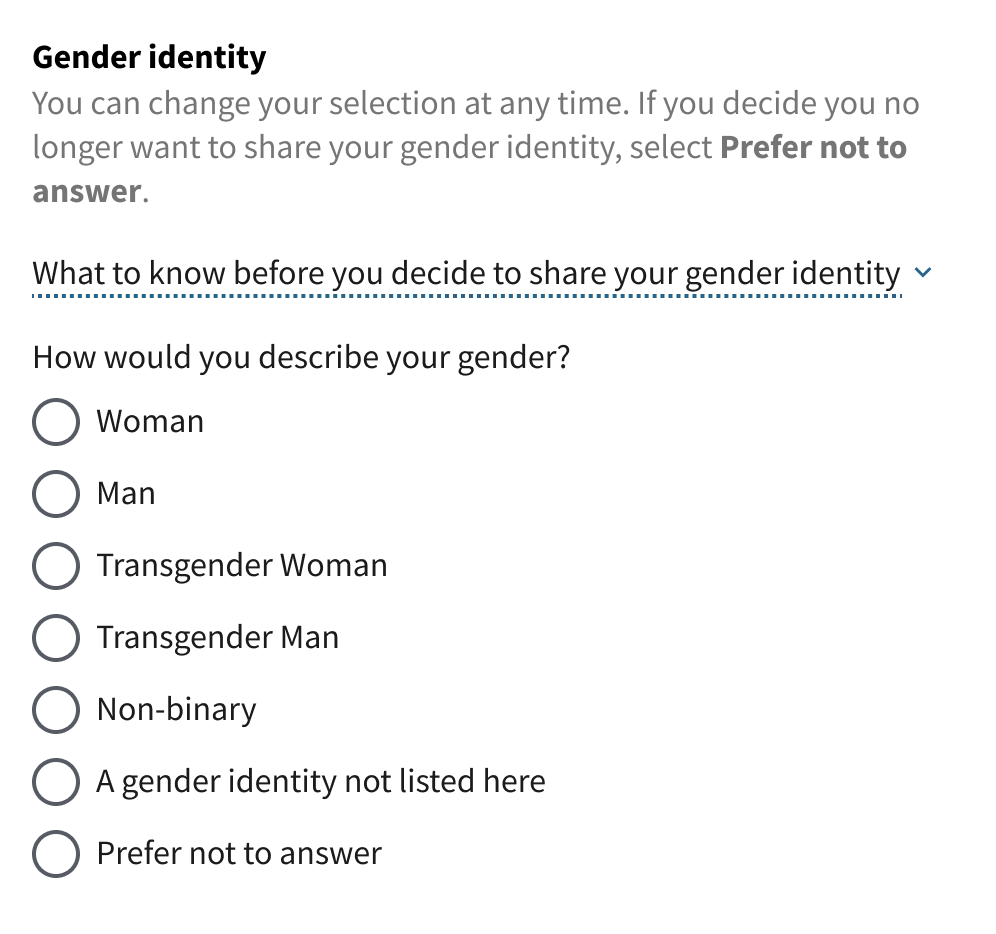 Gender identity
You can change your selection at any time. If you decide you no
longer want to share your gender identity, select Prefer not to
answer.
What to know before you decide to share your gender identity
How would you describe your gender?
Woman
Man
Transgender Woman
Transgender Man
Non-binary
A gender identity not listed here
Prefer not to answer